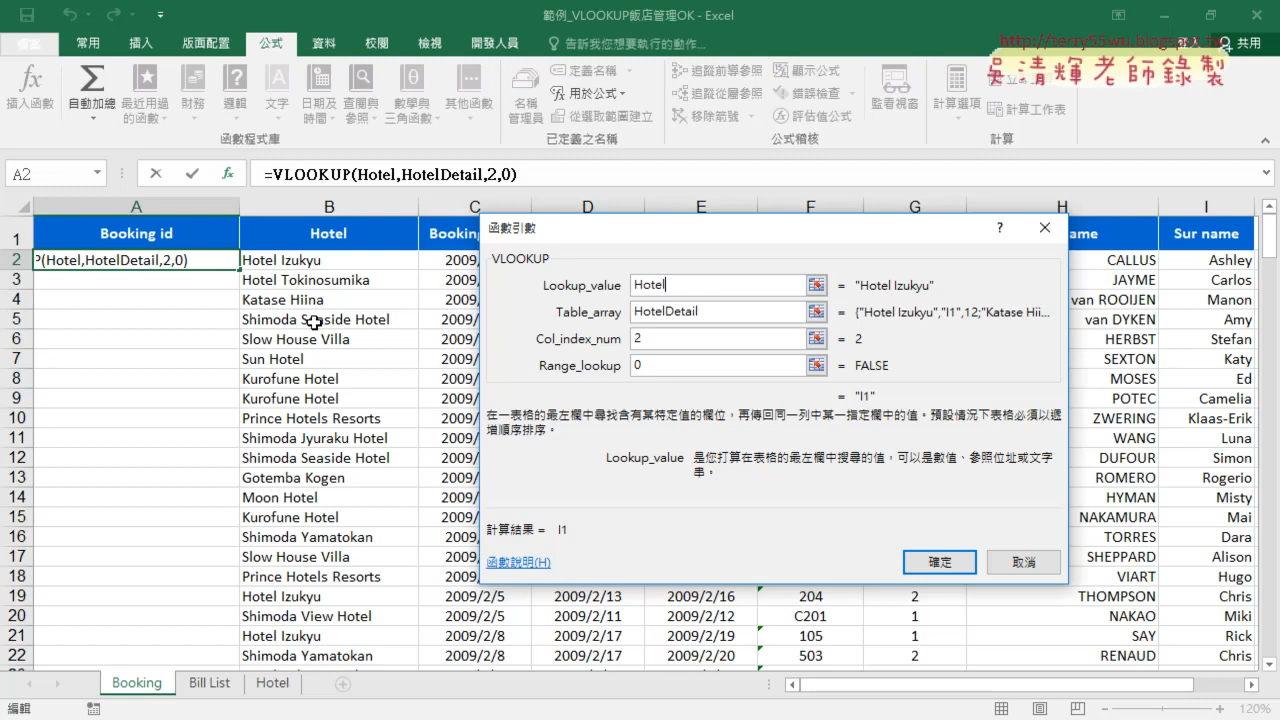 範例_VLOOKUP飯店管理OK - Excel
常用 插入 版面配置 公式 資料 校閱 檢視 開發人員 告訴我您想要執行的動作... 共用
http://terry55wu.blogspot.tw
吳清輝老師錄製
插入函數 自動加總 最近用過的函數 財務 邏輯 文字 日期及時間 查閱與參照 數學與三角函數 其他函數
函數程式庫
名稱管理員 定義名稱 用於公式 從選取範圍建立
已定義之名稱
追蹤前導參照 追蹤從屬參照 移除箭號 顯示公式 錯誤檢查 評估值公式 監看視窗
公式稽核
計算選項 計算工作表
計算
A2 fx =VLOOKUP(Hotel,HotelDetail,2,0)
A B C D E F G H I
1 Booking id Hotel Booking ame Sur name
2 P(Hotel,HotelDetail,2,0) Hotel Izukyu 2009/ CALLUS Ashley
3 Hotel Tokinosumika 2009/ JAYME Carlos
4 Katase Hiina 2009/ van ROOIJEN Manon
5 Shimoda Seaside Hotel 2009/ van DYKEN Amy
6 Slow House Villa 2009/ HERBST Stefan
7 Sun Hotel 2009/ SEXTON Katy
8 Kurofune Hotel 2009/ MOSES Ed
9 Kurofune Hotel 2009/ POTEC Camelia
10 Prince Hotels Resorts 2009/ ZWERING Klaas-Erik
11 Shimoda Jyuraku Hotel 2009/ WANG Luna
12 Shimoda Seaside Hotel 2009/ DUFOUR Simon
13 Gotemba Kogen 2009/ ROMERO Rogerio
14 Moon Hotel 2009/ HYMAN Misty
15 Kurofune Hotel 2009/ NAKAMURA Mai
16 Shimoda Yamatokan 2009/ TORRES Dara
17 Slow House Villa 2009/ SHEPPARD Alison
18 Prince Hotels Resorts 2009/ VIART Hugo
19 Hotel Izukyu 2009/2/5 2009/2/13 2009/2/16 204 2 THOMPSON Chris
20 Shimoda View Hotel 2009/2/5 2009/2/11 2009/2/12 C201 1 NAKAO Miki
21 Hotel Izukyu 2009/2/8 2009/2/17 2009/2/19 105 1 SAY Rick
22 Shimoda Yamatokan 2009/2/8 2009/2/17 2009/2/20 503 2 RENAUD Chris
函數引數 ?
VLOOKUP
Lookup_value Hotel = "Hotel Izukyu"
Table_array HotelDetail = {"Hotel Izukyu","I1",12;"Katase Hii...
Col_index_num 2 = 2
Range_lookup 0 = FALSE
= "I1"
在一表格的最左欄中尋找含有某特定值的欄位，再傳回同一列中某一指定欄中的值。預設情況下表格必須以遞
增順序排序。
Lookup_value 是您打算在表格的最左欄中搜尋的值，可以是數值、參照位址或文字
串。
計算結果 = I1
函數說明(H) 確定 取消
Booking Bill List Hotel
編輯 120%